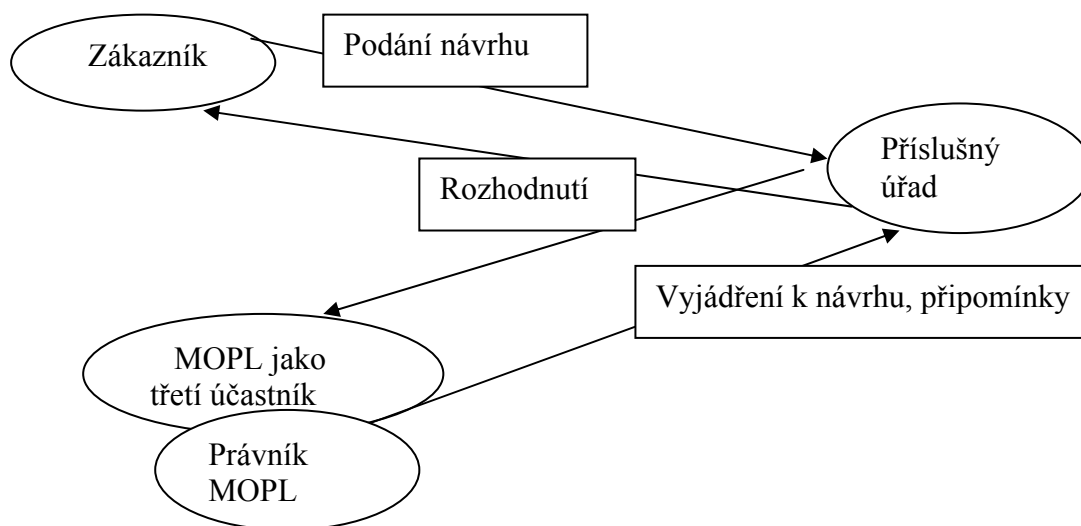 Zákazník
Podání návrhu
Příslušný
úřad
Rozhodnutí
Vyjádření k návrhu, připomínky
MOPL jako
třetí účastník
Právník
MOPL